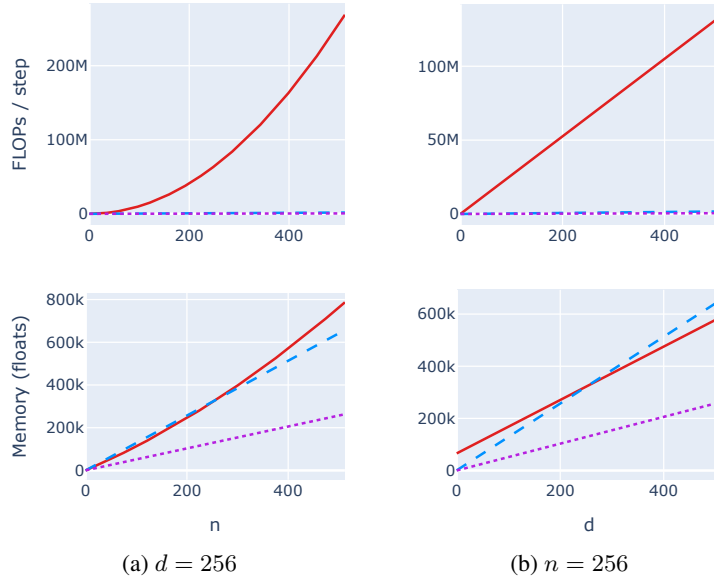 FLOPs / step
200M
100M
0
0
200
400
100M
50M
0
0
200
400
Memory (floats)
800k
600k
400k
200k
0
0
200
400
n
600k
400k
200k
0
0
200
400
d
(a) d = 256
(b) n = 256